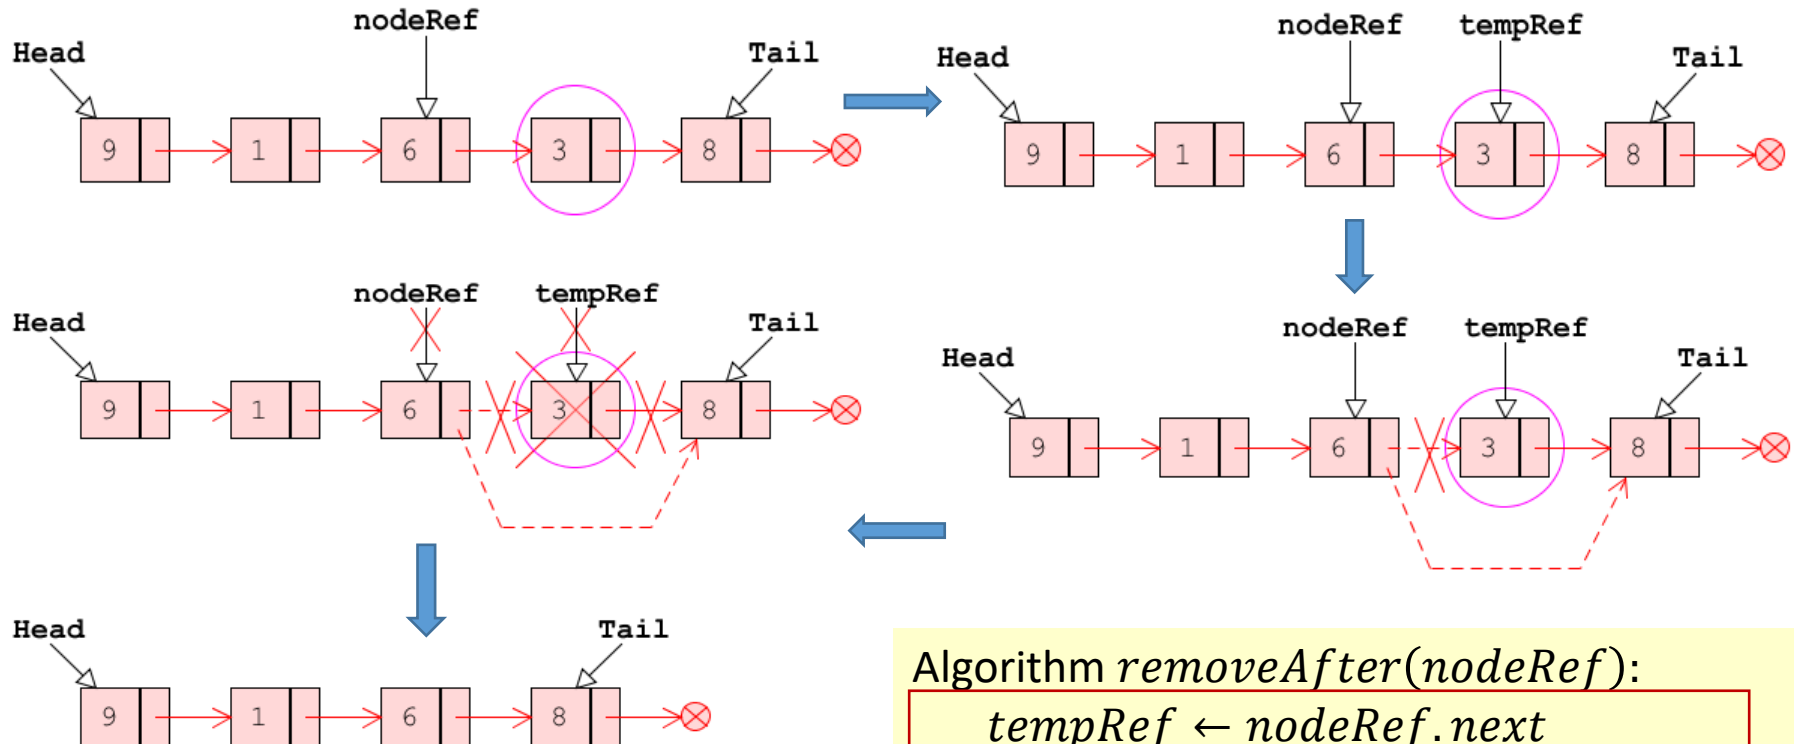 nodeRef
Head Tail
9 1 6 3 8
nodeRef tempRef
Head Tail
9 1 6 3 8
nodeRef tempRef
Head Tail
9 1 6 3 8
nodeRef tempRef
Head Tail
9 1 6 3 8
Head Tail
9 1 6 8
Algorithm removeAfter(nodeRef):
tempRef ← nodeRef.next